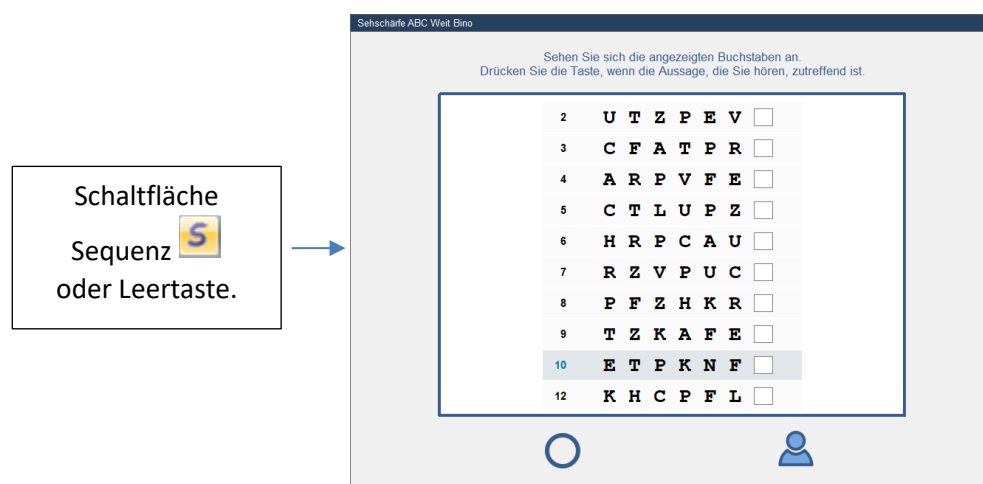 Sehschärfe ABC Weit Bino
Sehen Sie sich die angezeigten Buchstaben an.
Drücken Sie die Taste, wenn die Aussage, die Sie hören, zutreffend ist.
2 U T Z P E V
3 C F A T P R
4 A R P V F E
5 C T L U P Z
6 H R P C A U
7 R Z V P U C
8 P F Z H K R
9 T Z K A F E
10 E T P K N F
12 K H C P F L
Schaltfläche
Sequenz S
oder Leertaste.